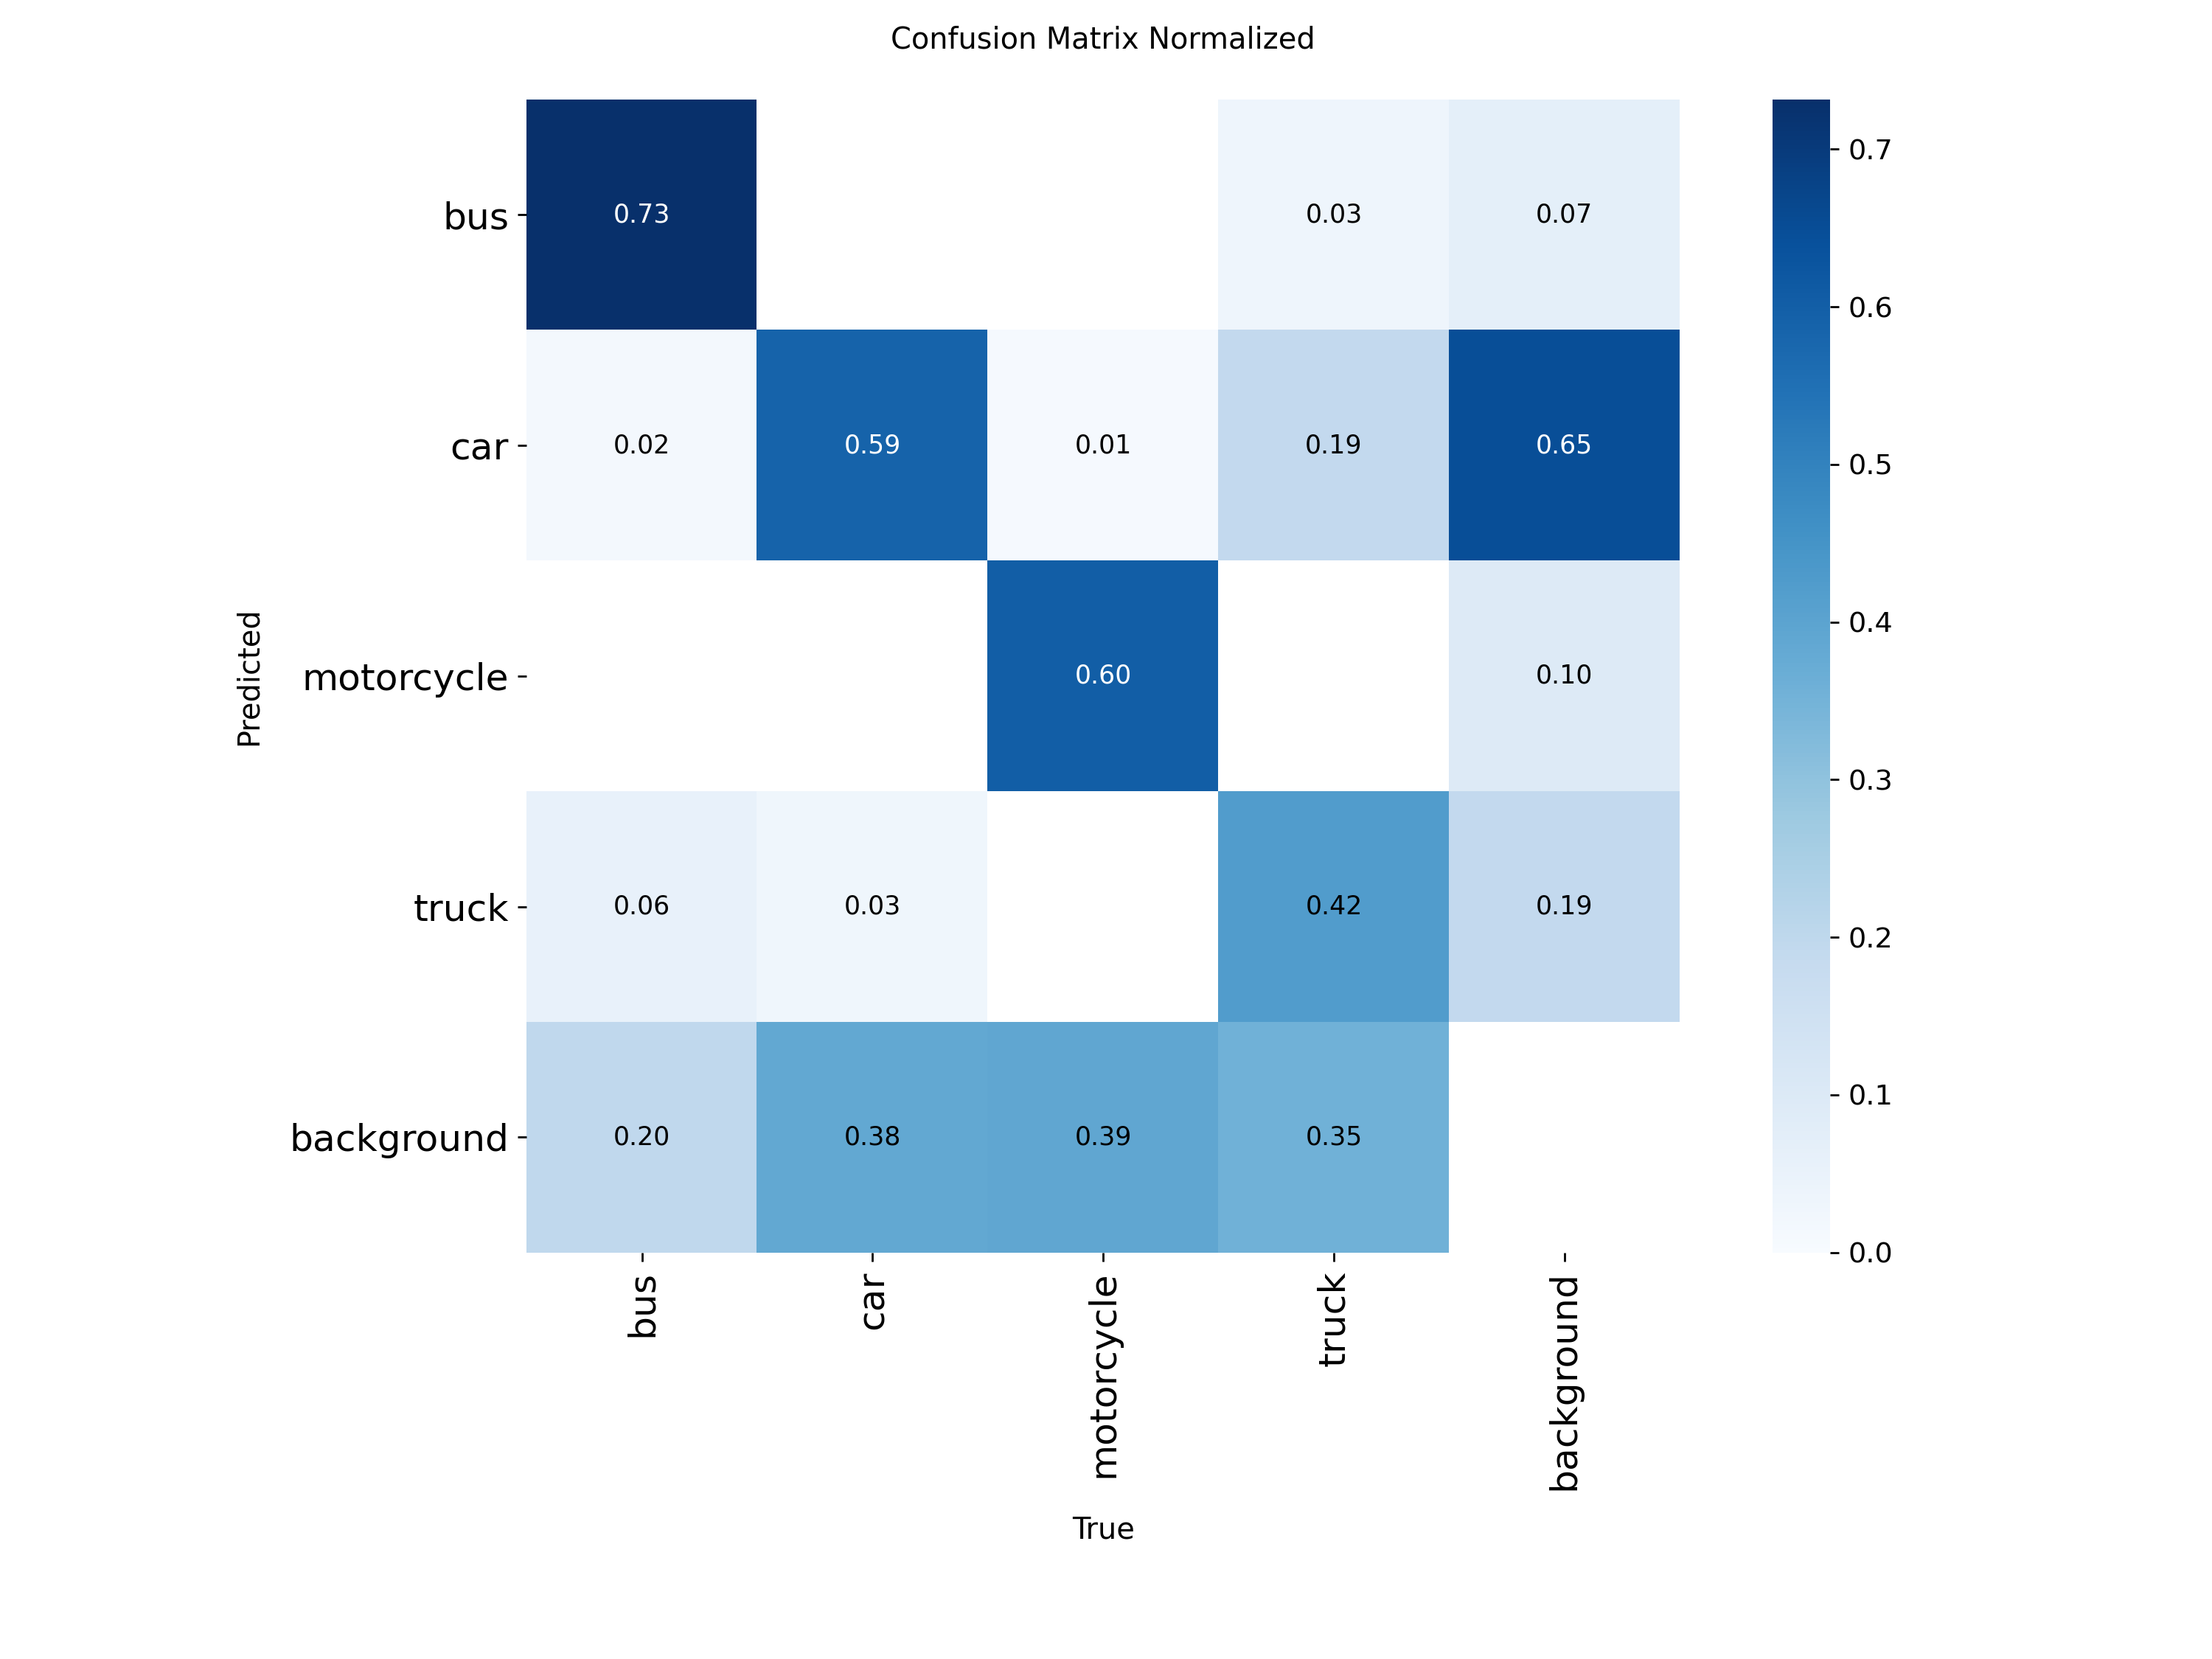 Confusion Matrix Normalized
Predicted
bus
0.73
0.03
0.07
car
0.02
0.59
0.01
0.19
0.65
motorcycle
0.60
0.10
truck
0.06
0.03
0.42
0.19
background
0.20
0.38
0.39
0.35
bus
car
motorcycle
truck
background
True
0.7
0.6
0.5
0.4
0.3
0.2
0.1
0.0